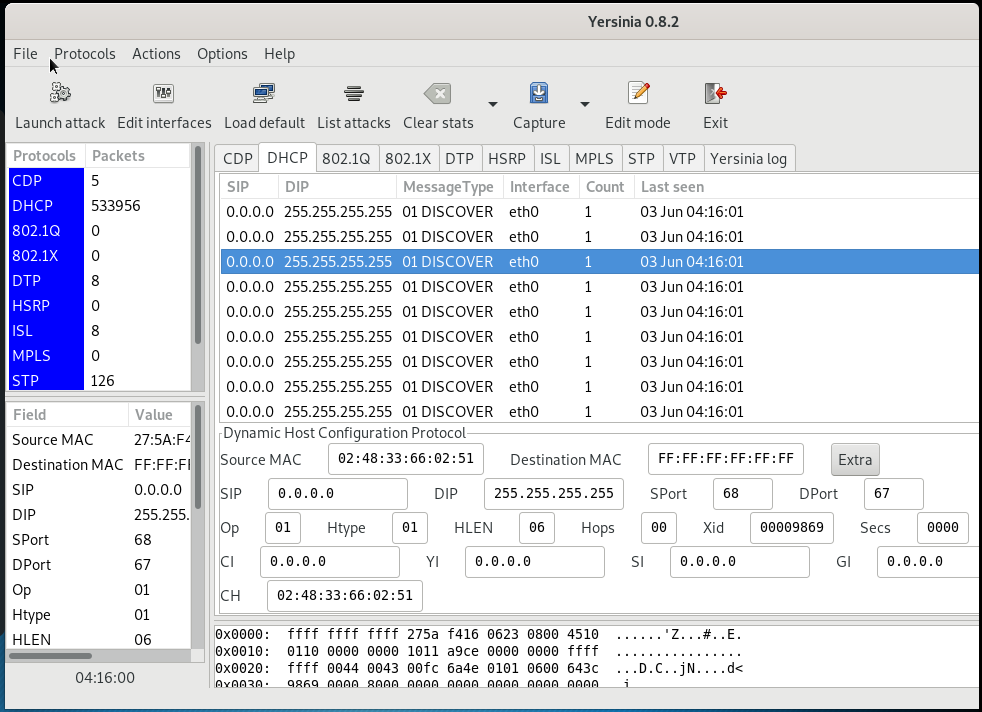 Yersinia 0.8.2
File Protocols Actions Options Help
Launch attack Edit interfaces Load default List attacks Clear stats Capture Edit mode Exit
Protocols Packets
CDP 5
DHCP 533956
802.1Q 0
802.1X 0
DTP 8
HSRP 0
ISL 8
MPLS 0
STP 126
Field Value
Source MAC 27:5A:F4
Destination MAC FF:FF:FF
SIP 0.0.0.0
DIP 255.255.
SPort 68
DPort 67
Op 01
Htype 01
HLEN 06
04:16:00
CDP DHCP 802.1Q 802.1X DTP HSRP ISL MPLS STP VTP Yersinia log
SIP DIP MessageType Interface Count Last seen
0.0.0.0 255.255.255.255 01 DISCOVER eth0 1 03 Jun 04:16:01
0.0.0.0 255.255.255.255 01 DISCOVER eth0 1 03 Jun 04:16:01
0.0.0.0 255.255.255.255 01 DISCOVER eth0 1 03 Jun 04:16:01
0.0.0.0 255.255.255.255 01 DISCOVER eth0 1 03 Jun 04:16:01
0.0.0.0 255.255.255.255 01 DISCOVER eth0 1 03 Jun 04:16:01
0.0.0.0 255.255.255.255 01 DISCOVER eth0 1 03 Jun 04:16:01
0.0.0.0 255.255.255.255 01 DISCOVER eth0 1 03 Jun 04:16:01
0.0.0.0 255.255.255.255 01 DISCOVER eth0 1 03 Jun 04:16:01
0.0.0.0 255.255.255.255 01 DISCOVER eth0 1 03 Jun 04:16:01
Dynamic Host Configuration Protocol
Source MAC 02:48:33:66:02:51 Destination MAC FF:FF:FF:FF:FF:FF Extra
SIP 0.0.0.0 DIP 255.255.255.255 SPort 68 DPort 67
Op 01 Htype 01 HLEN 06 Hops 00 Xid 00009869 Secs 0000
CI 0.0.0.0 YI 0.0.0.0 SI 0.0.0.0 GI 0.0.0.0
CH 02:48:33:66:02:51
0x0000: ffff ffff ffff 275a f416 0623 0800 4510 ......'Z...#..E.
0x0010: 0110 0000 0000 1011 a9ce 0000 0000 ffff ................
0x0020: ffff 0044 0043 00fc 6a4e 0101 0600 643c ...D.C..jN....d<
0x0030: 9869 0000 8000 0000 0000 0000 0000 0000 .i